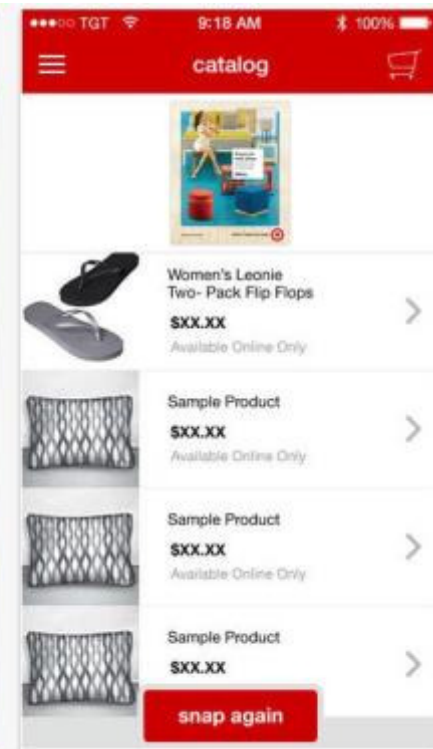 TGT 9:18 AM 100%
catalog
Women's Leonie
Two- Pack Flip Flops
$XX.XX
Available Online Only
Sample Product
$XX.XX
Available Online Only
Sample Product
$XX.XX
Available Online Only
Sample Product
$XX.XX
snap again